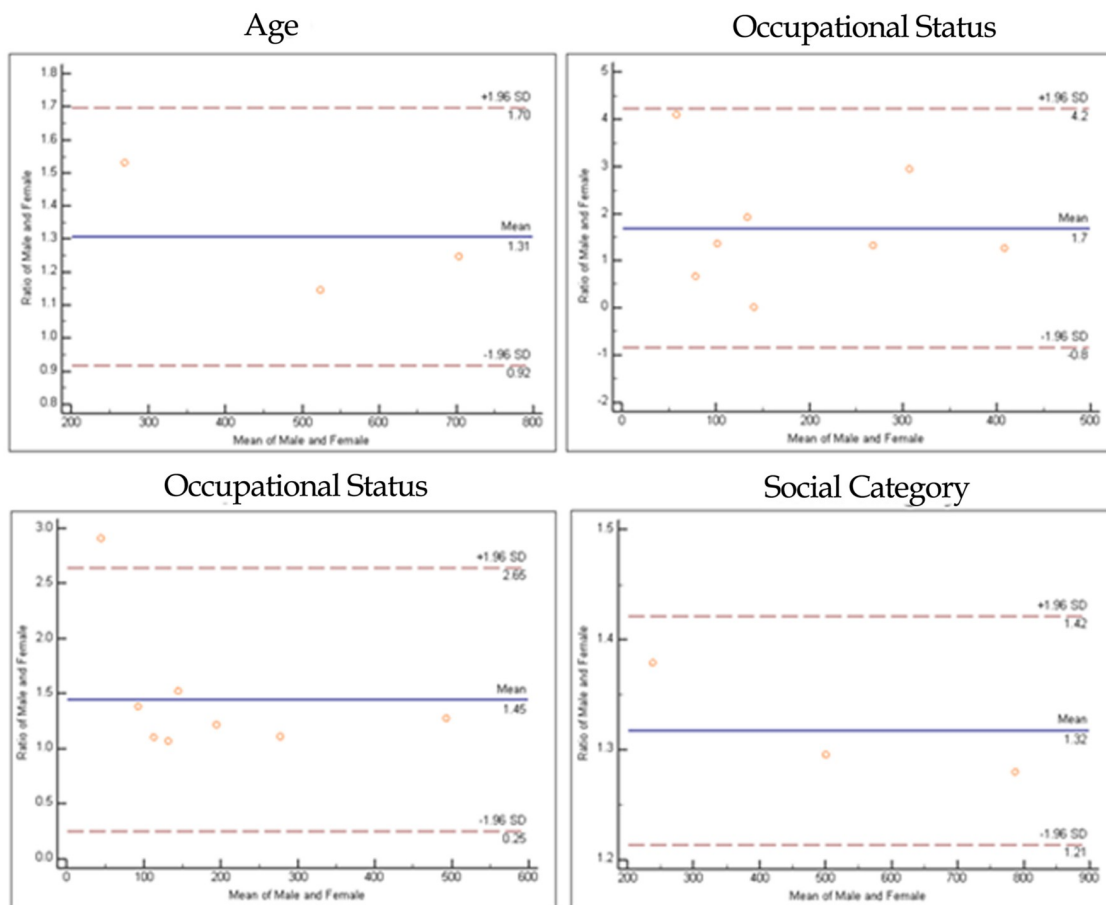 Age
1.8
1.7
1.6
1.5
1.4
1.3
1.2
1.1
1.0
0.9
0.8
Ratio of Male and Female
+1.96 SD
1.70
Mean
1.31
-1.96 SD
0.92
200 300 400 500 600 700 800
Mean of Male and Female
Occupational Status
5
4
3
2
1
0
-1
-2
Ratio of Male and Female
+1.96 SD
4.2
Mean
1.7
-1.96 SD
-0.8
0 100 200 300 400 500
Mean of Male and Female
Occupational Status
3.0
2.5
2.0
1.5
1.0
0.5
0.0
Ratio of Male and Female
+1.96 SD
2.65
Mean
1.45
-1.96 SD
0.25
0 100 200 300 400 500 600
Mean of Male and Female
Social Category
1.5
1.4
1.3
1.2
Ratio of Male and Female
+1.96 SD
1.42
Mean
1.32
-1.96 SD
1.21
200 300 400 500 600 700 800 900
Mean of Male and Female